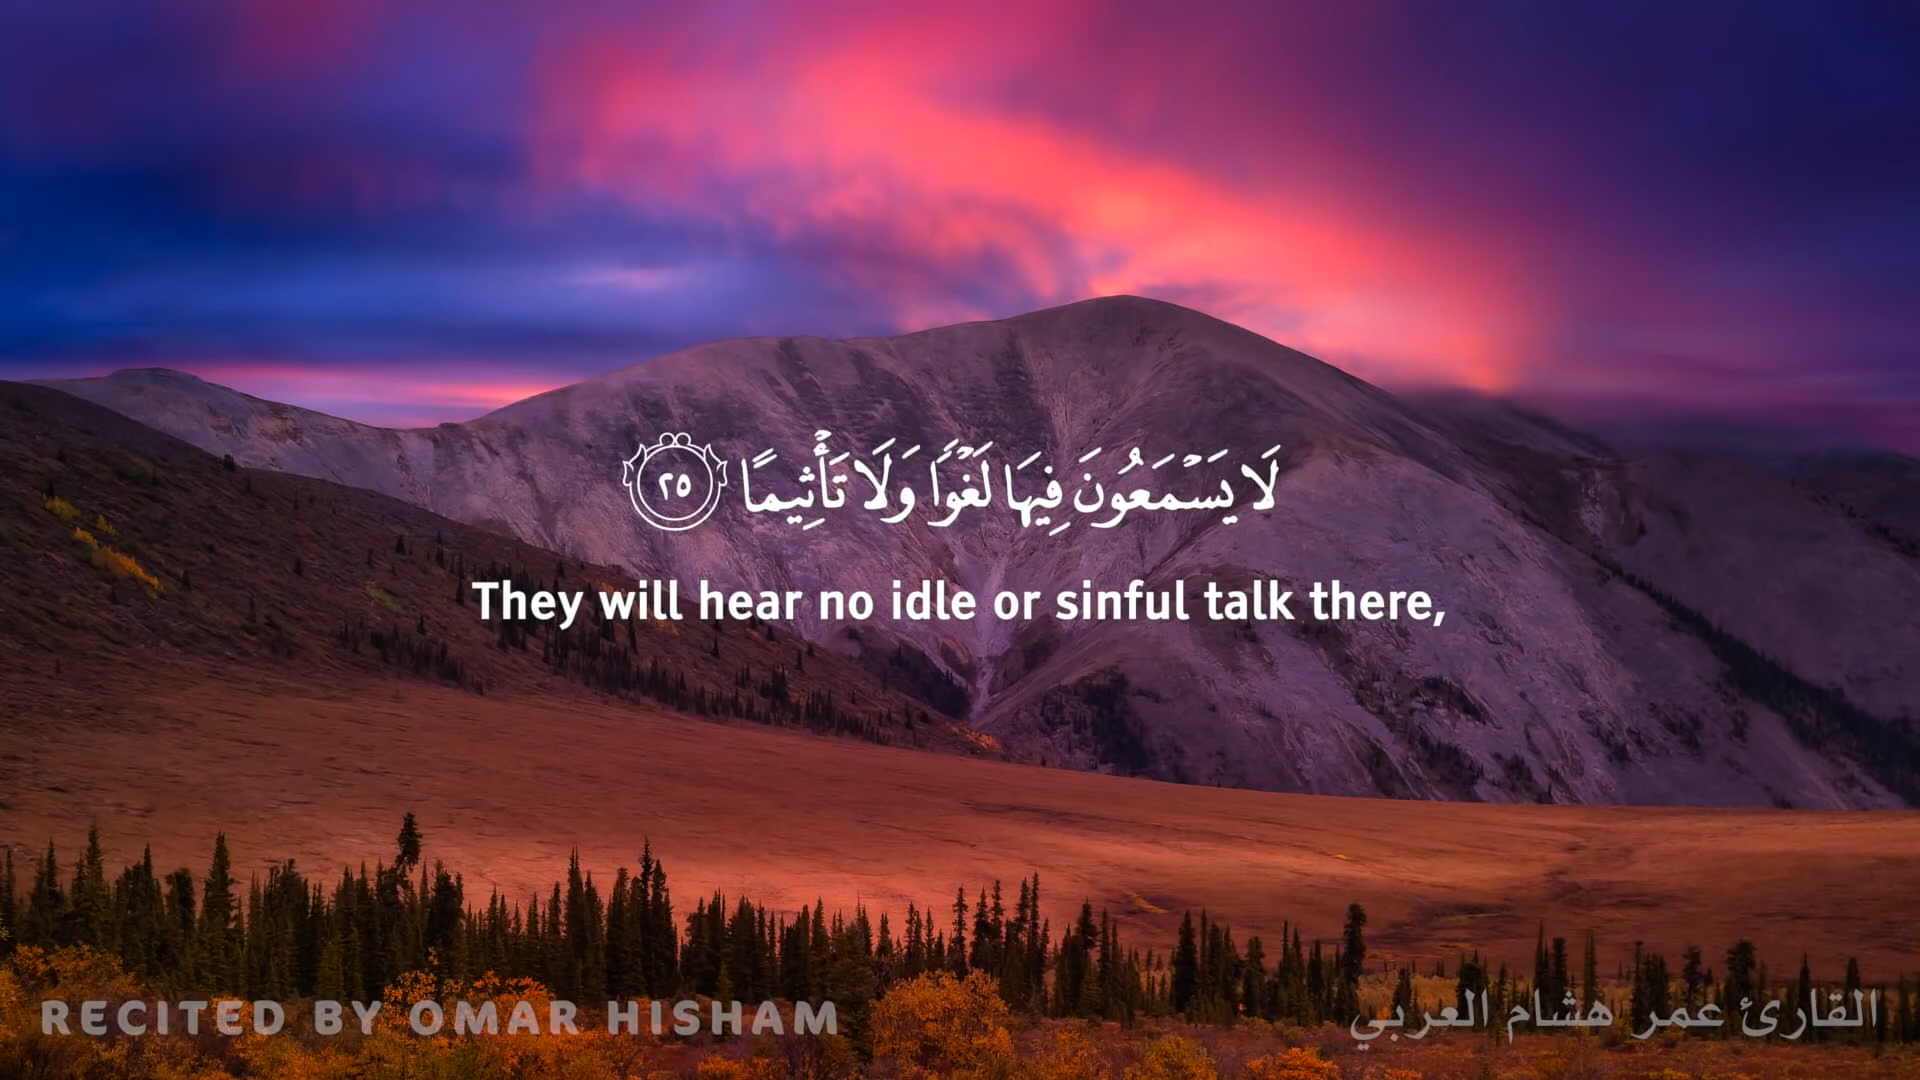 لَا يَسْمَعُونَ فِيهَا لَغْوًا وَلَا تَأْثِيمًا ٢٥
They will hear no idle or sinful talk there,
RECITED BY OMAR HISHAM
القارئ عمر هشام العربي